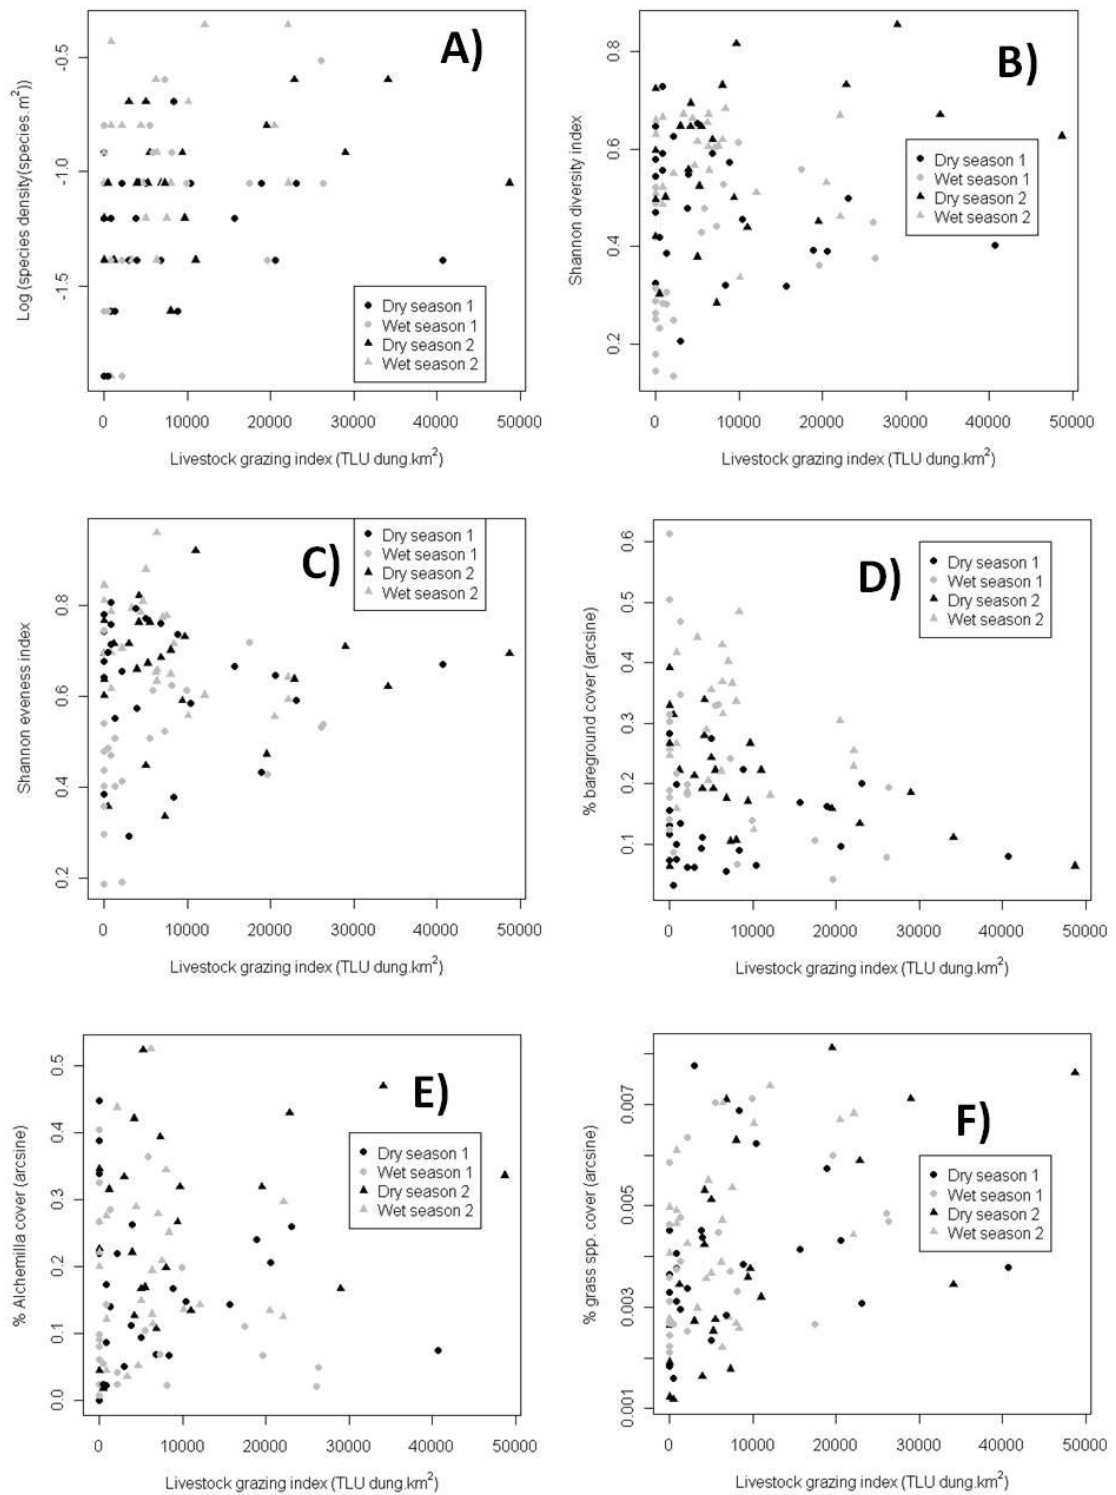 A)
Log (species density(species.m²))
-0.5
-1.0
-1.5
Dry season 1
Wet season 1
Dry season 2
Wet season 2
0 10000 20000 30000 40000 50000
Livestock grazing index (TLU dung.km²)
B)
Shannon diversity index
0.8
0.6
0.4
0.2
Dry season 1
Wet season 1
Dry season 2
Wet season 2
0 10000 20000 30000 40000 50000
Livestock grazing index (TLU dung.km²)
C)
Shannon eveness index
0.8
0.6
0.4
0.2
Dry season 1
Wet season 1
Dry season 2
Wet season 2
0 10000 20000 30000 40000 50000
Livestock grazing index (TLU dung.km²)
D)
% bareground cover (arcsine)
0.6
0.5
0.4
0.3
0.2
0.1
Dry season 1
Wet season 1
Dry season 2
Wet season 2
0 10000 20000 30000 40000 50000
Livestock grazing index (TLU dung.km²)
E)
% Alchemilla cover (arcsine)
0.5
0.4
0.3
0.2
0.1
0.0
Dry season 1
Wet season 1
Dry season 2
Wet season 2
0 10000 20000 30000 40000 50000
Livestock grazing index (TLU dung.km²)
F)
% grass spp. cover (arcsine)
0.007
0.005
0.003
0.001
Dry season 1
Wet season 1
Dry season 2
Wet season 2
0 10000 20000 30000 40000 50000
Livestock grazing index (TLU dung.km²)